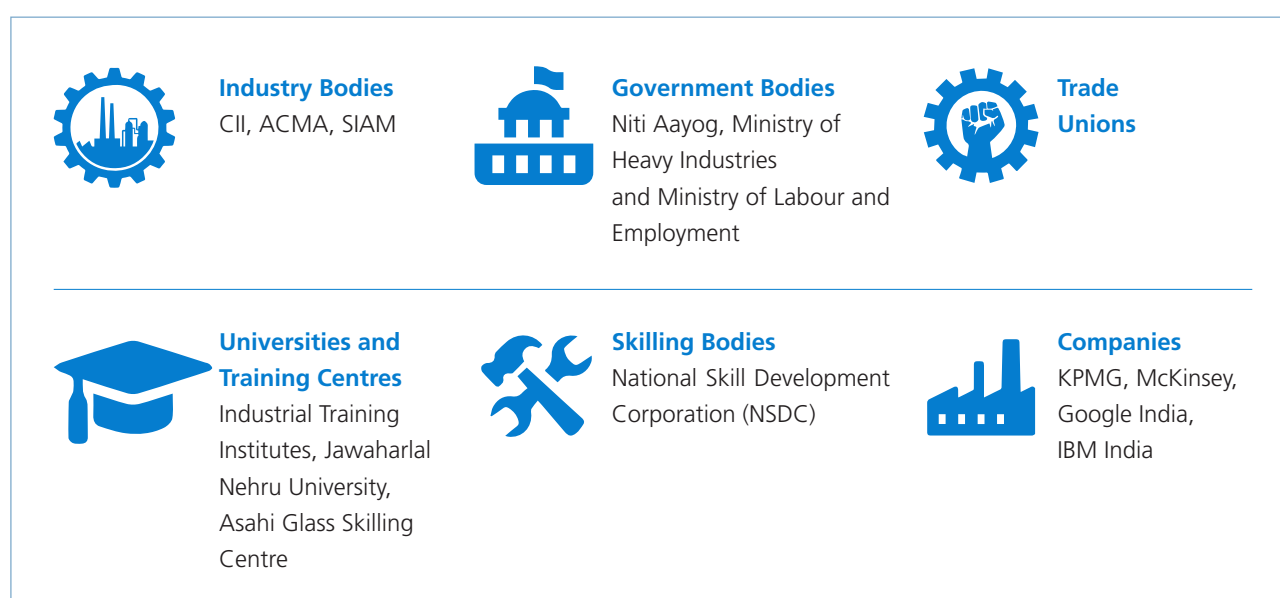 Industry Bodies
CII, ACMA, SIAM
Government Bodies
Niti Aayog, Ministry of
Heavy Industries
and Ministry of Labour and
Employment
Trade
Unions
Universities and
Training Centres
Industrial Training
Institutes, Jawaharlal
Nehru University,
Asahi Glass Skilling
Centre
Skilling Bodies
National Skill Development
Corporation (NSDC)
Companies
KPMG, McKinsey,
Google India,
IBM India